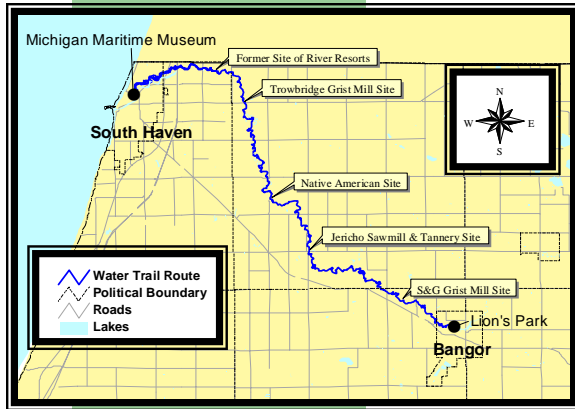 Michigan Maritime Museum
Former Site of River Resorts
Trowbridge Grist Mill Site
South Haven
N
W
E
S
Native American Site
Jericho Sawmill & Tannery Site
S&G Grist Mill Site
Lion's Park
Bangor
Water Trail Route
Political Boundary
Roads
Lakes